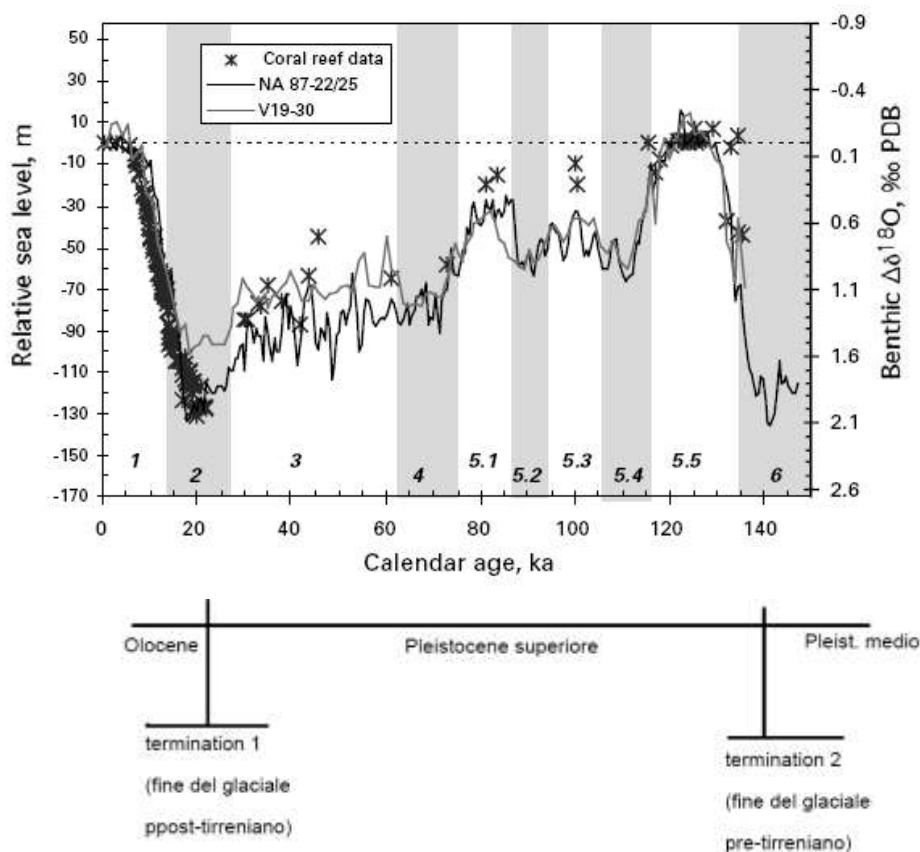 50
30
10
-10
-30
-50
-70
-90
-110
-130
-150
-170
Relative sea level, m
Coral reef data
NA 87-22/25
V19-30
-0.9
-0.4
0.1
0.6
1.1
1.6
2.1
2.6
Benthic Δδ18O, ‰ PDB
1 2 3 4 5.1 5.2 5.3 5.4 5.5 6
0 20 40 60 80 100 120 140
Calendar age, ka
Olocene Pleistocene superiore Pleist. medio
termination 1
(fine del glaciale
ppost-tirreniano)
termination 2
(fine del glaciale
pre-tirreniano)